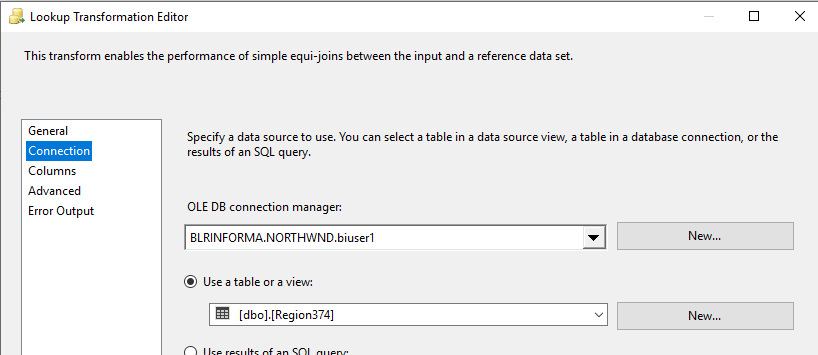 Lookup Transformation Editor
This transform enables the performance of simple equi-joins between the input and a reference data set.
General
Connection
Columns
Advanced
Error Output
Specify a data source to use. You can select a table in a data source view, a table in a database connection, or the
results of an SQL query.
OLE DB connection manager:
BLRINFORMA.NORTHWND.biuser1
New...
Use a table or a view:
[dbo].[Region374]
New...
Use results of an SQL query: